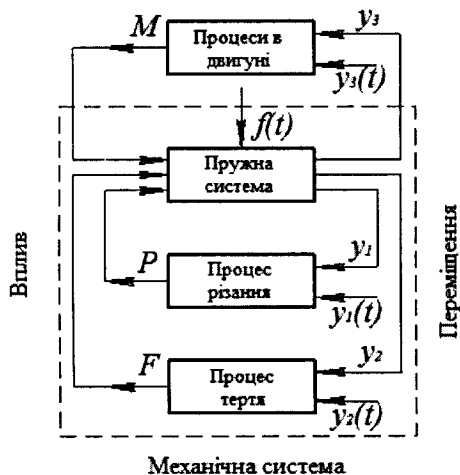 M
Процеси в
двигуні
y₃
y₃(t)
f(t)
Пружна
система
Вплив
Переміщення
P
Процес
різання
y₁
y₁(t)
F
Процес
тертя
y₂
y₂(t)
Механічна система